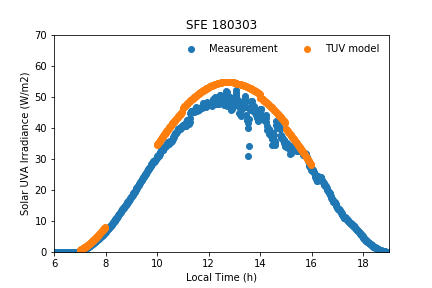 SFE 180303
Measurement
TUV model
70
60
50
40
30
20
10
0
Solar UVA Irradiance (W/m2)
6 8 10 12 14 16 18
Local Time (h)